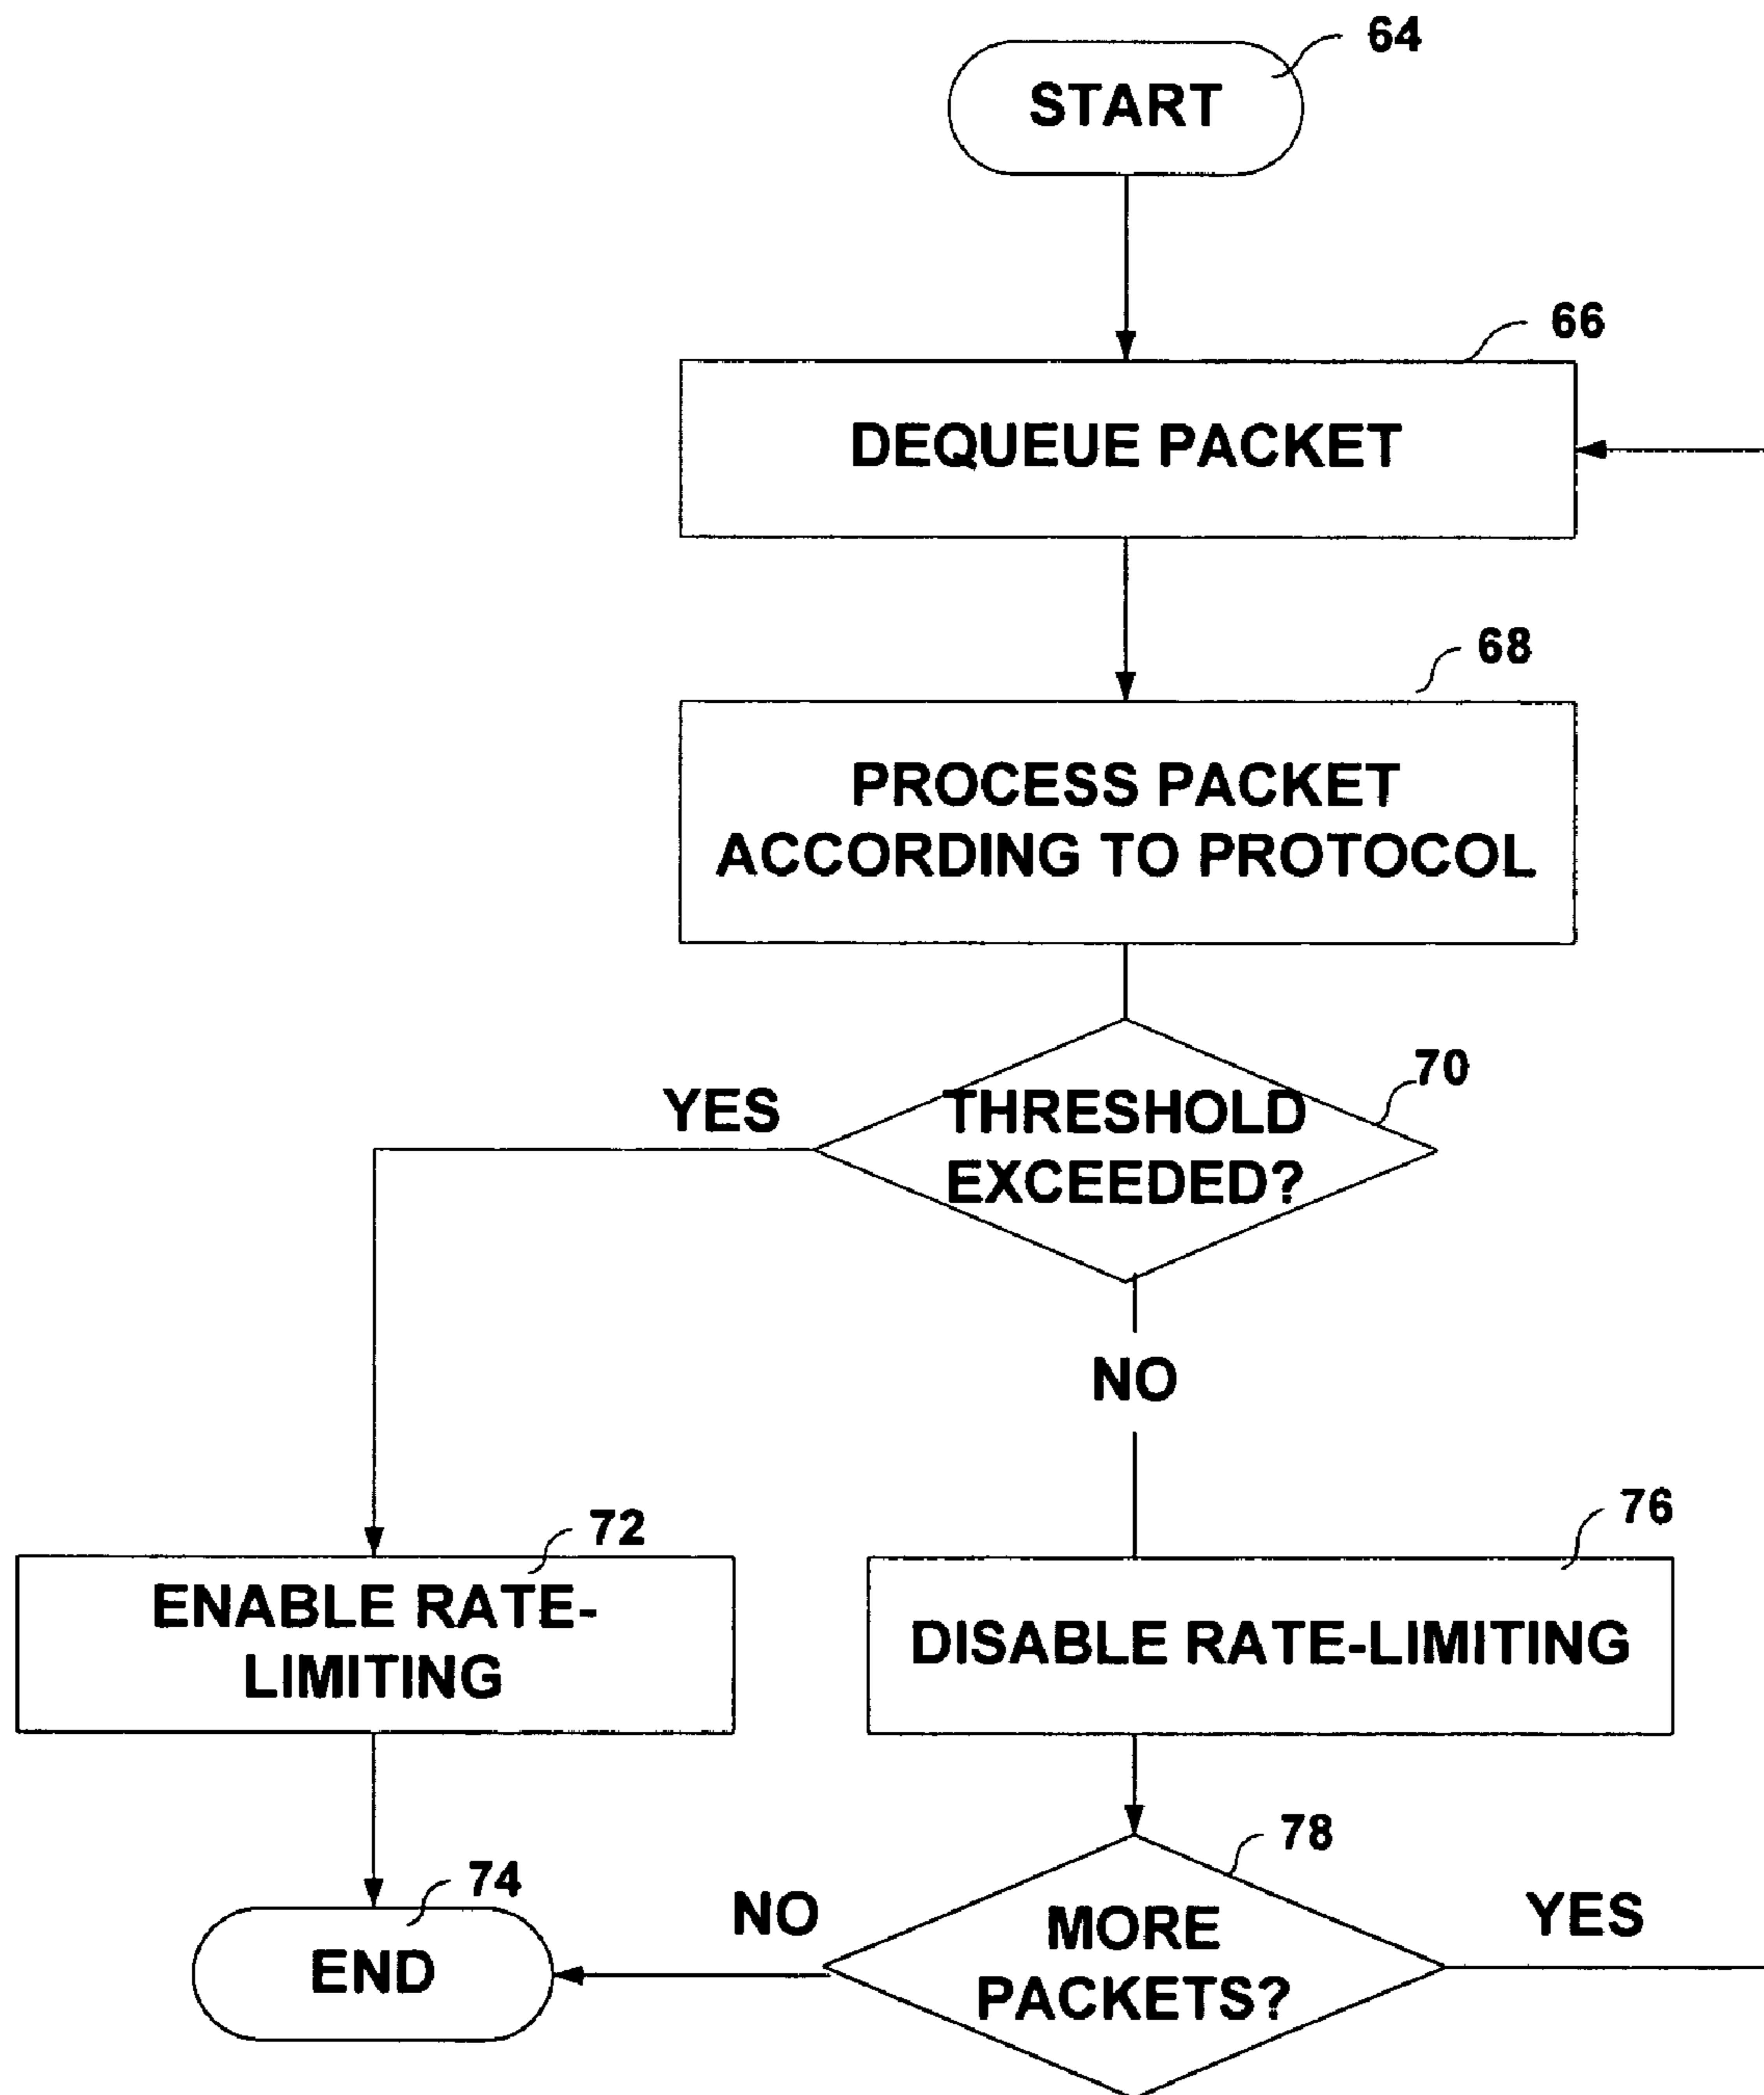 64
START
66
DEQUEUE PACKET
68
PROCESS PACKET
ACCORDING TO PROTOCOL
70
YES
THRESHOLD
EXCEEDED?
NO
72
ENABLE RATE-
LIMITING
76
DISABLE RATE-LIMITING
74
END
78
NO
MORE
PACKETS?
YES